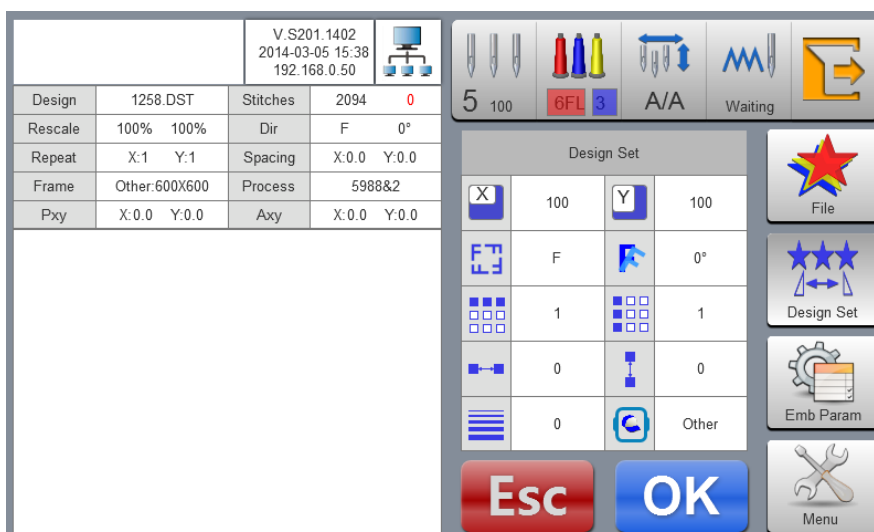 V.S201.1402
2014-03-05 15:38
192.168.0.50
Design 1258.DST Stitches 2094 0
Rescale 100% 100% Dir F 0°
Repeat X:1 Y:1 Spacing X:0.0 Y:0.0
Frame Other:600X600 Process 5988&2
Pxy X:0.0 Y:0.0 Axy X:0.0 Y:0.0
5 100 6FL 3 A/A Waiting
Design Set
X 100 Y 100
F 0°
1 1
0 0
0 Other
Esc OK
File
Design Set
Emb Param
Menu